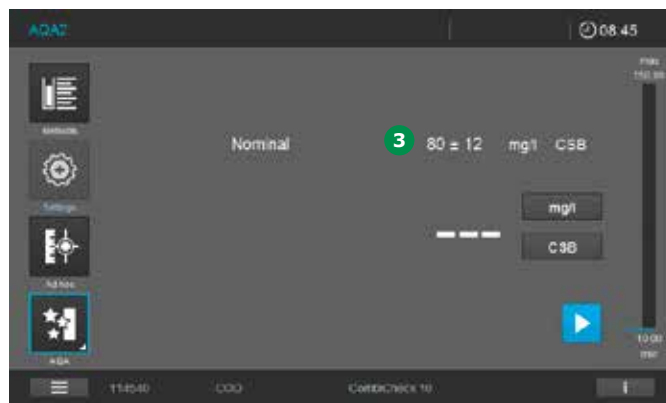 AQA2
08:45
max
150.00
Methods
Nominal
3
80 ± 12 mg/l CSB
Settings
mg/l
CSB
Ad hoc
AQA
10.00
min
114540 COD CombiCheck 10
i